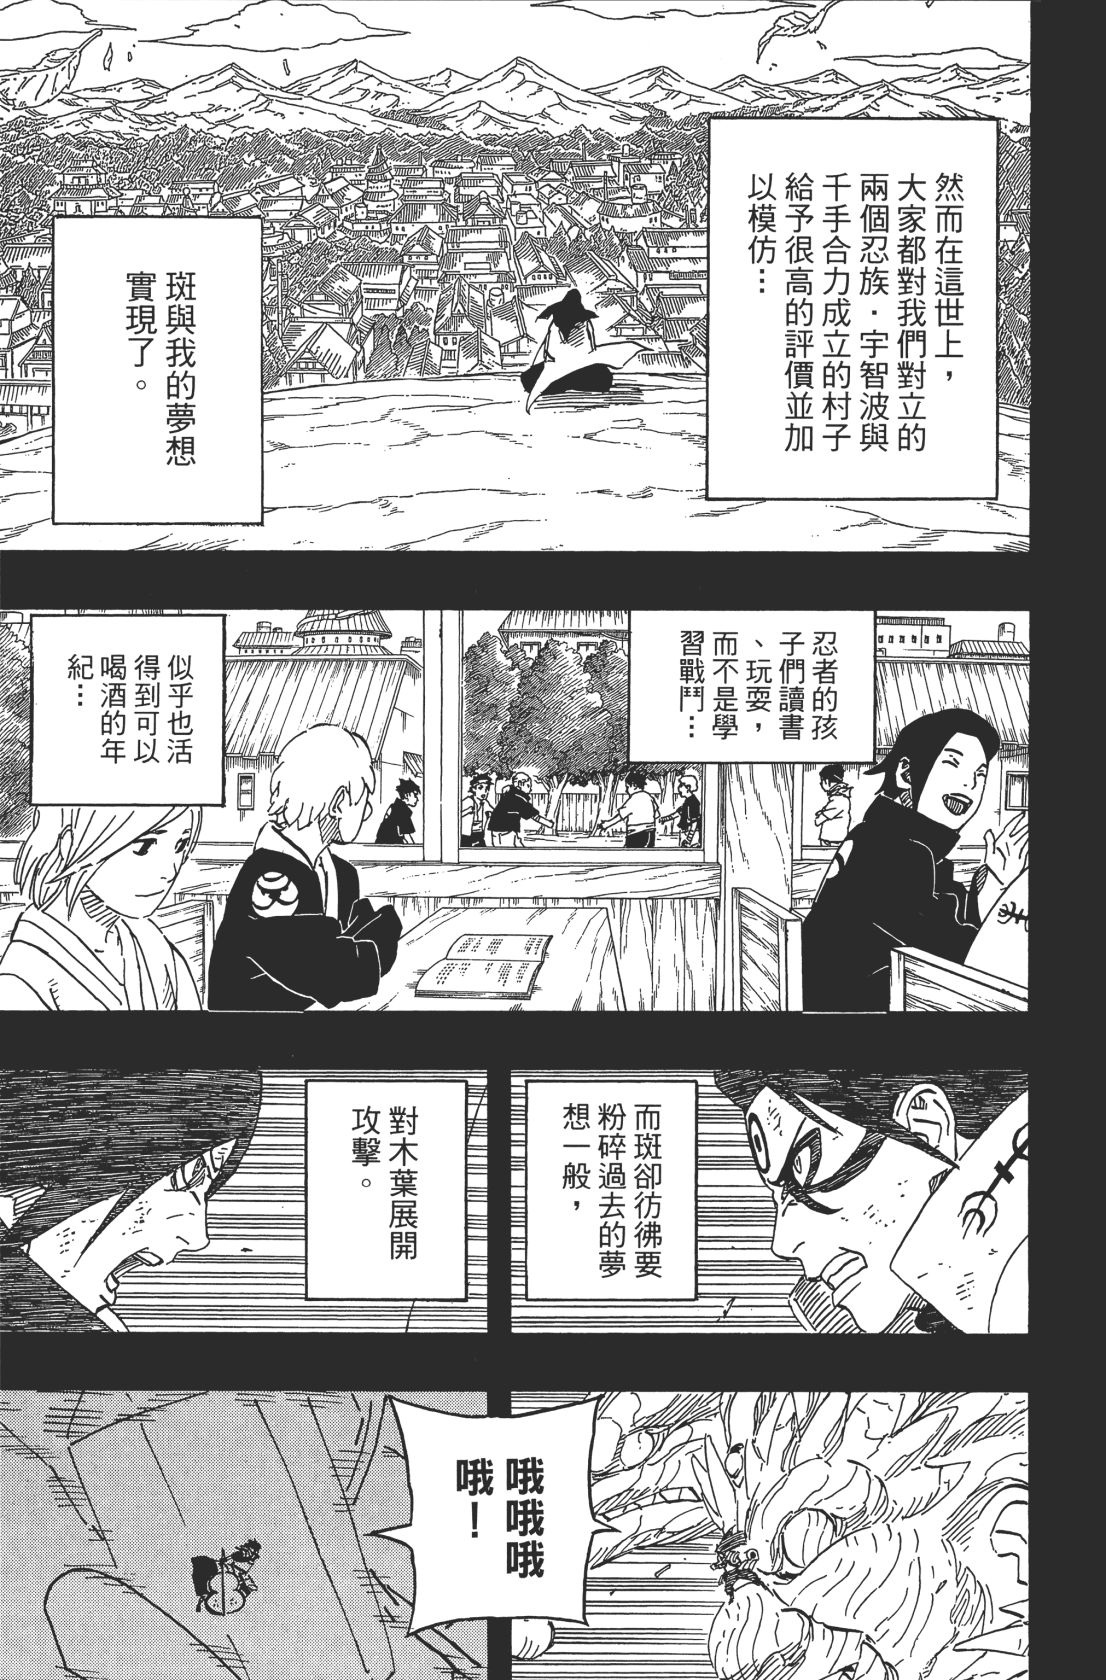 然而在這世上，
大家都對我們對立的
兩個忍族．宇智波與
千手合力成立的村子
給予很高的評價並加
以模仿…
斑與我的夢想
實現了。
忍者的孩
子們讀書
、玩耍，
而不是學
習戰鬥…
似乎也活
得到可以
喝酒的年
紀…
而斑卻彷彿要
粉碎過去的夢
想一般，
對木葉展開
攻擊。
哦哦哦
哦！